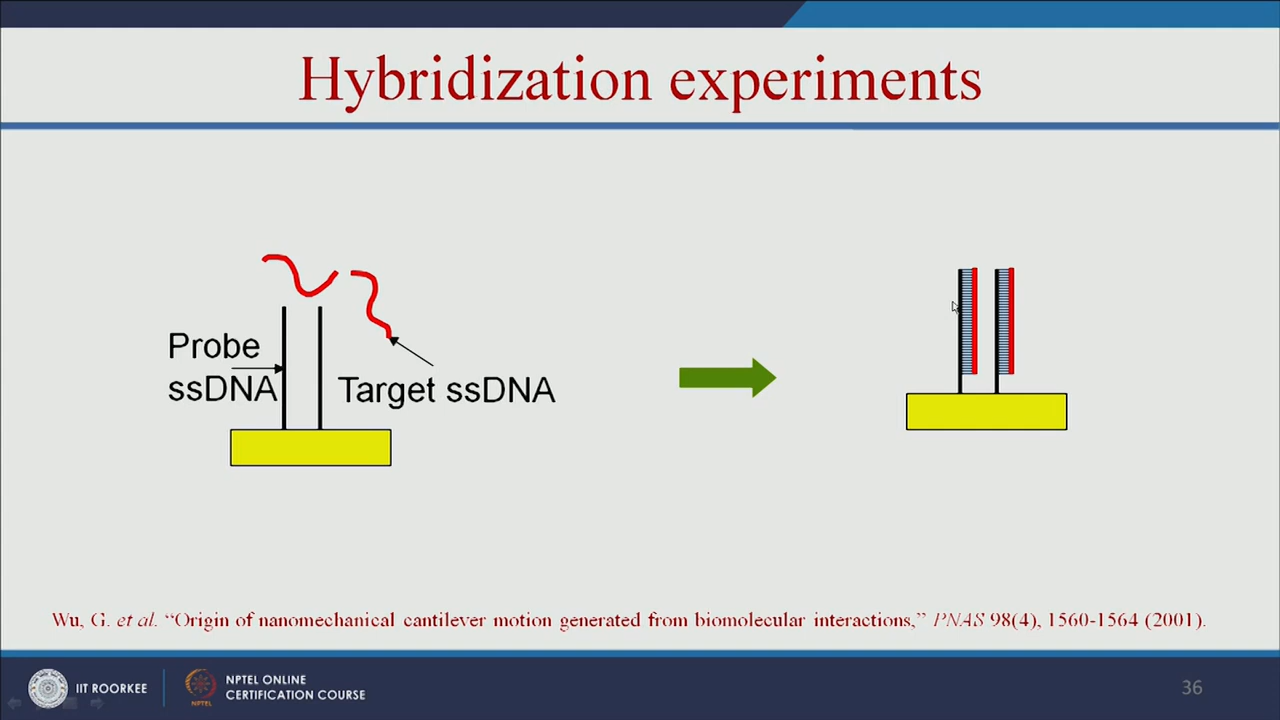 Hybridization experiments
Probe
ssDNA
Target ssDNA
Wu, G. et al. “Origin of nanomechanical cantilever motion generated from biomolecular interactions,” PNAS 98(4), 1560-1564 (2001).
IIT ROORKEE
NPTEL
NPTEL ONLINE
CERTIFICATION COURSE
36